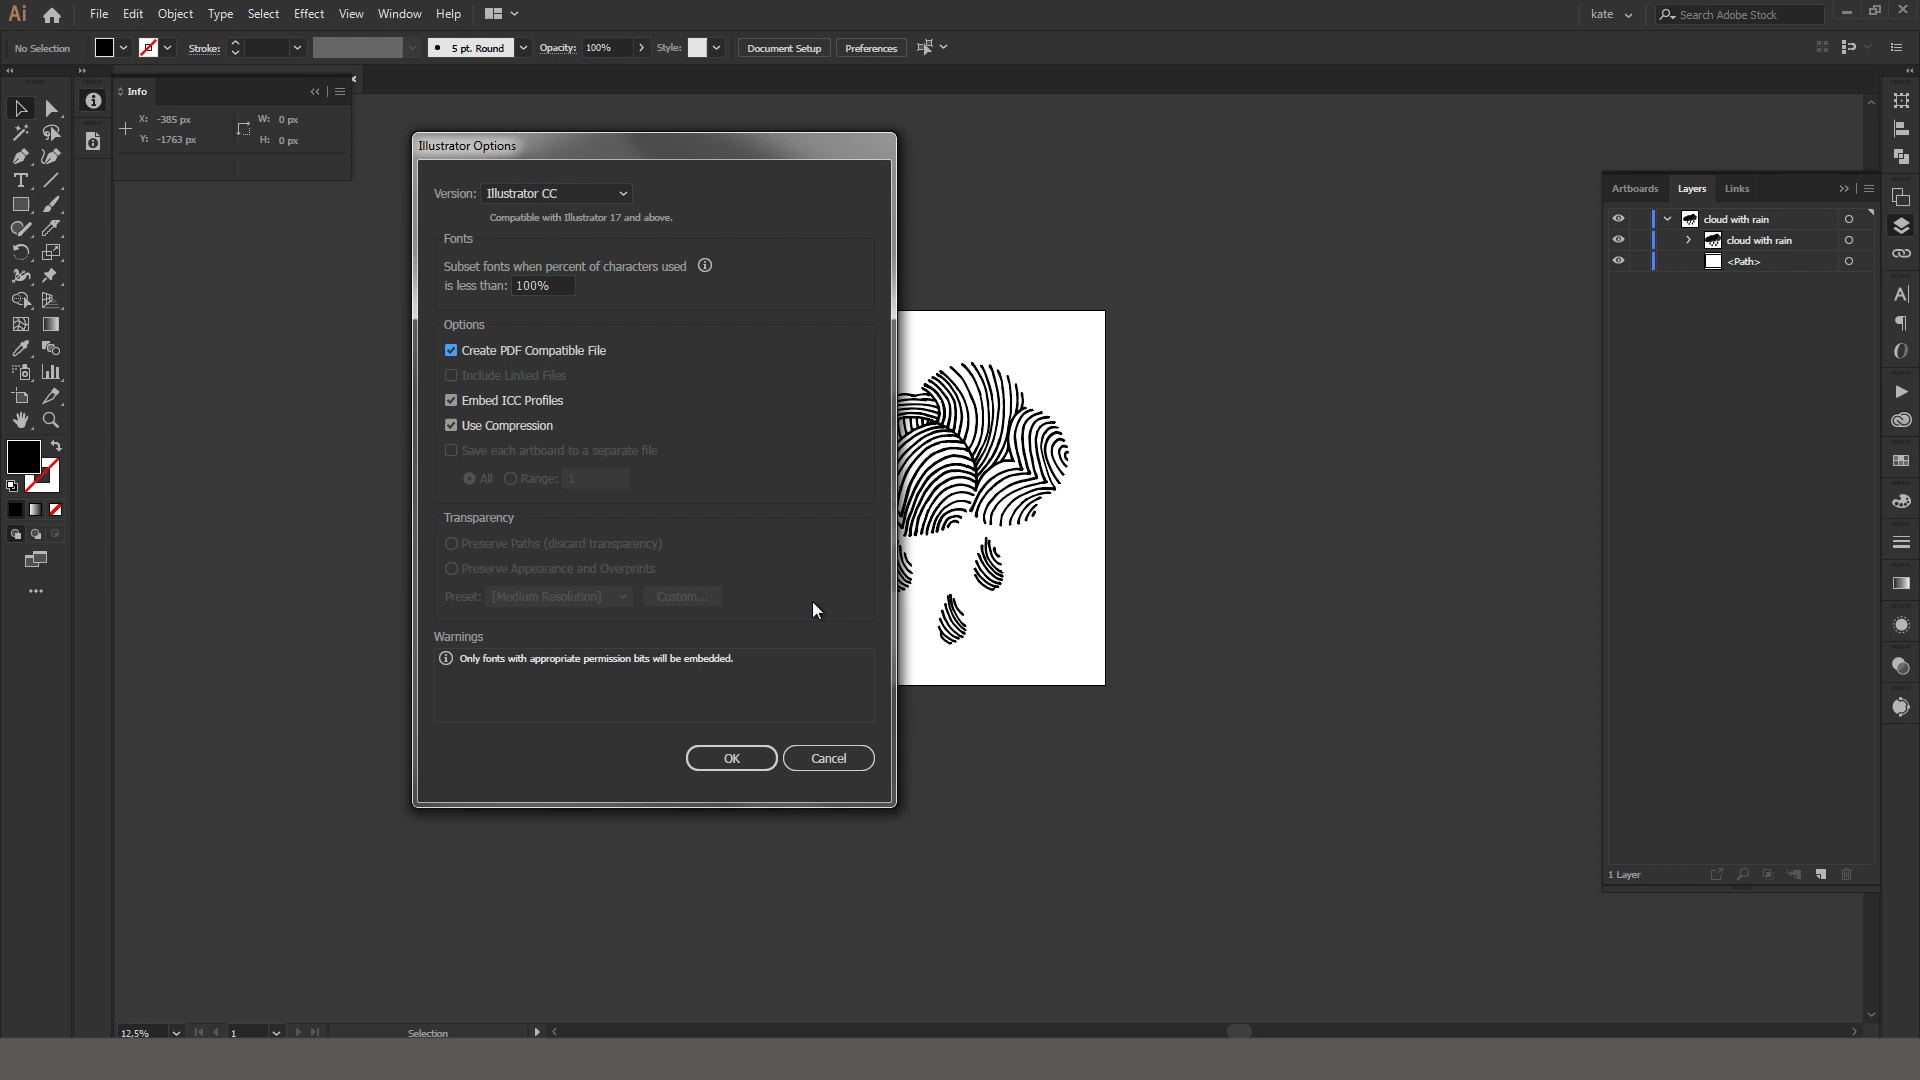 Ai File Edit Object Type Select Effect View Window Help kate Search Adobe Stock
No Selection Stroke: 5 pt. Round Opacity: 100% Style: Document Setup Preferences
Info
X: -385 px W: 0 px
Y: -1763 px H: 0 px
Illustrator Options
Version: Illustrator CC
Compatible with Illustrator 17 and above.
Fonts
Subset fonts when percent of characters used
is less than: 100%
Options
Create PDF Compatible File
Include Linked Files
Embed ICC Profiles
Use Compression
Save each artboard to a separate file
All Range: 1
Transparency
Preserve Paths (discard transparency)
Preserve Appearance and Overprints
Preset: [Medium Resolution] Custom...
Warnings
Only fonts with appropriate permission bits will be embedded.
OK Cancel
Artboards Layers Links
cloud with rain
cloud with rain
<Path>
1 Layer
12,5% 1 Selection